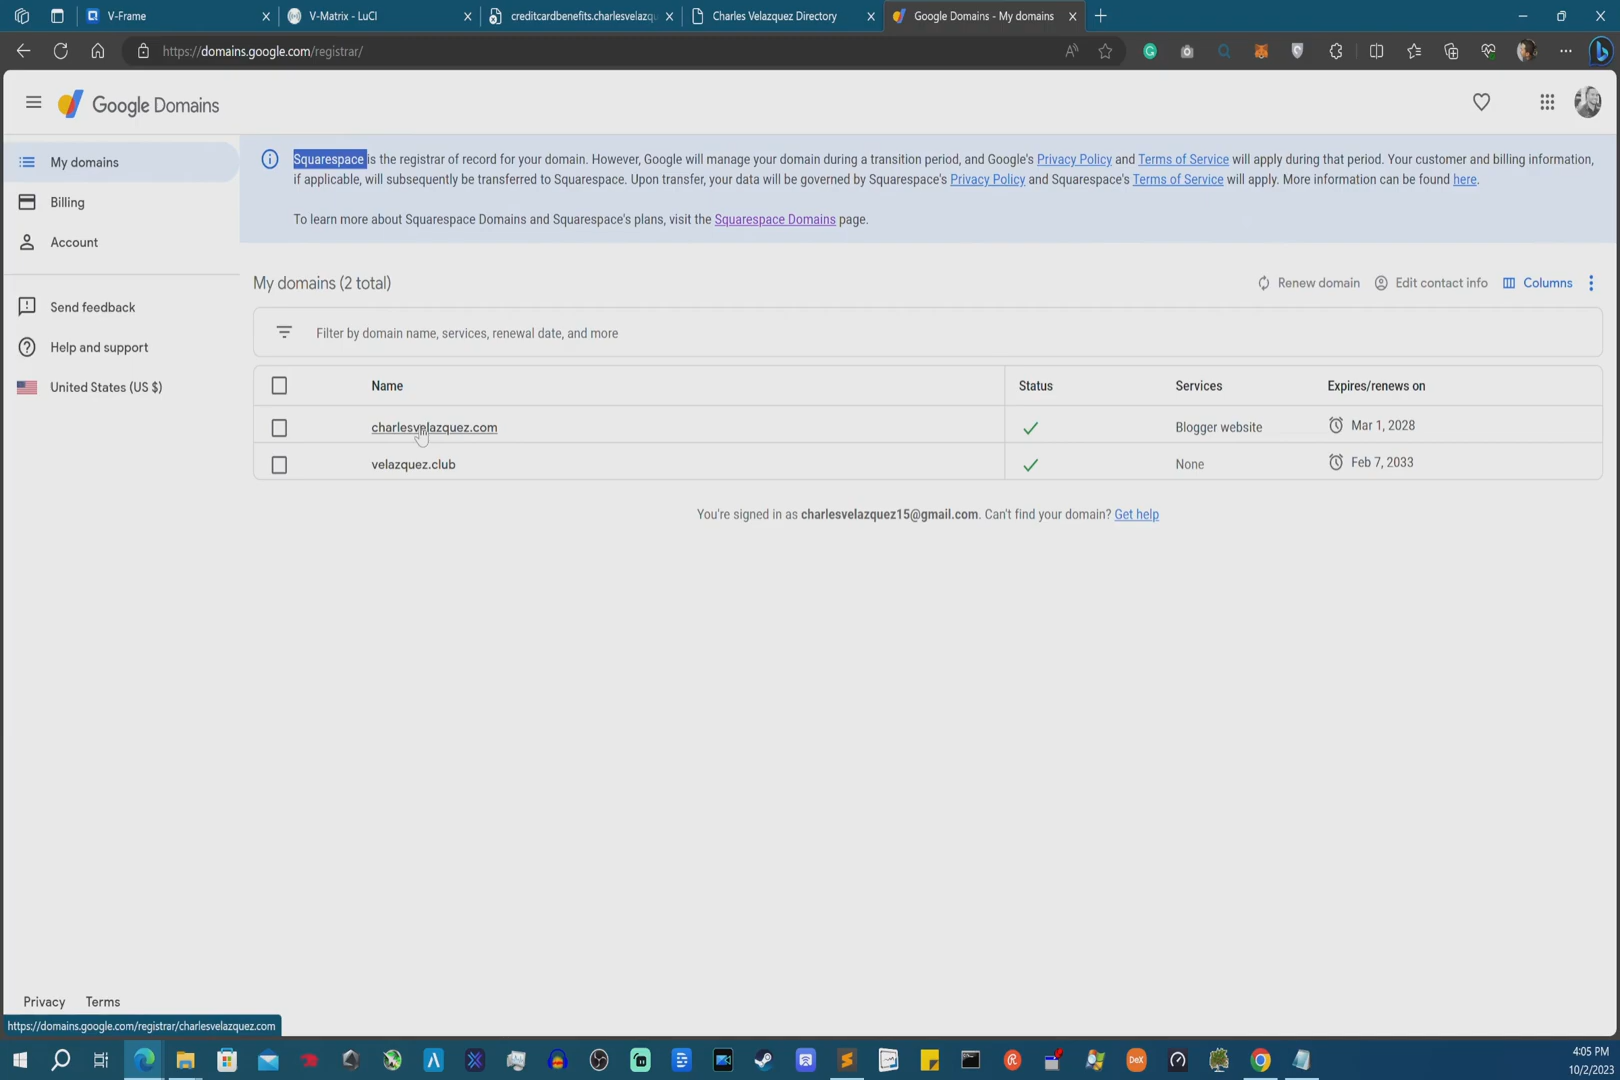 V-Frame
V-Matrix - LuCI
creditcardbenefits.charlesvelazqu
Charles Velazquez Directory
Google Domains - My domains
https://domains.google.com/registrar/
Google Domains
My domains
Billing
Account
Send feedback
Help and support
United States (US $)
Squarespace is the registrar of record for your domain. However, Google will manage your domain during a transition period, and Google's Privacy Policy and Terms of Service will apply during that period. Your customer and billing information,
if applicable, will subsequently be transferred to Squarespace. Upon transfer, your data will be governed by Squarespace's Privacy Policy and Squarespace's Terms of Service will apply. More information can be found here.
To learn more about Squarespace Domains and Squarespace's plans, visit the Squarespace Domains page.
My domains (2 total)
Renew domain
Edit contact info
Columns
Filter by domain name, services, renewal date, and more
Name Status Services Expires/renews on
charlesvelazquez.com Blogger website Mar 1, 2028
velazquez.club None Feb 7, 2033
You're signed in as charlesvelazquez15@gmail.com. Can't find your domain? Get help
Privacy Terms
https://domains.google.com/registrar/charlesvelazquez.com
DeX
4:05 PM
10/2/2023